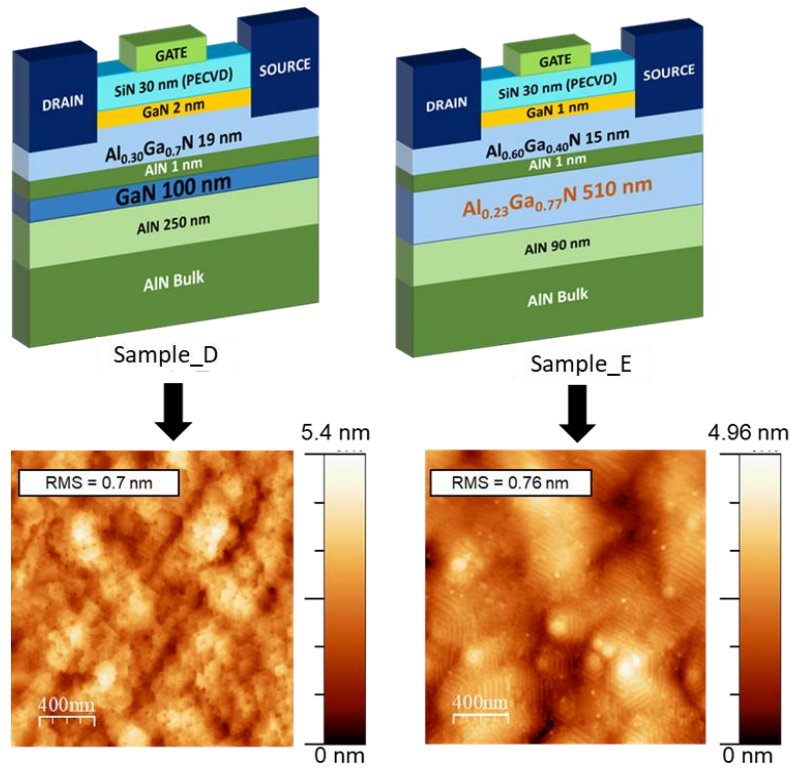 GATE
SiN 30 nm (PECVD)
DRAIN
SOURCE
GaN 2 nm
Al0.30Ga0.7N 19 nm
AlN 1 nm
GaN 100 nm
AlN 250 nm
AlN Bulk
Sample_D
GATE
SiN 30 nm (PECVD)
DRAIN
SOURCE
GaN 1 nm
Al0.60Ga0.40N 15 nm
AlN 1 nm
Al0.23Ga0.77N 510 nm
AlN 90 nm
AlN Bulk
Sample_E
5.4 nm
RMS = 0.7 nm
400nm
0 nm
4.96 nm
RMS = 0.76 nm
400nm
0 nm